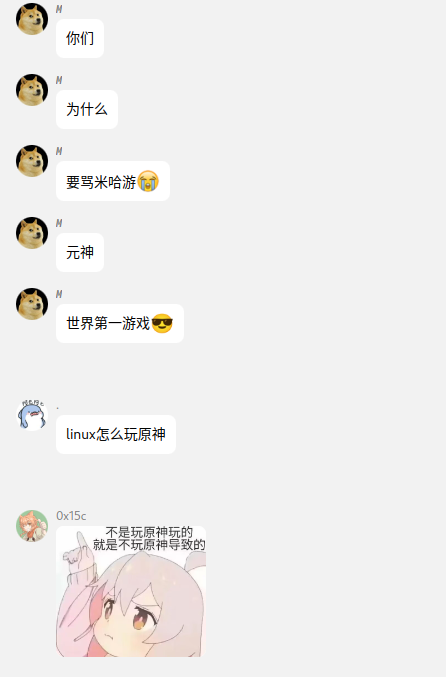 M
你们
M
为什么
M
要骂米哈游😭
M
元神
M
世界第一游戏😎
.
linux怎么玩原神
0x15c
不是玩原神玩的
就是不玩原神导致的